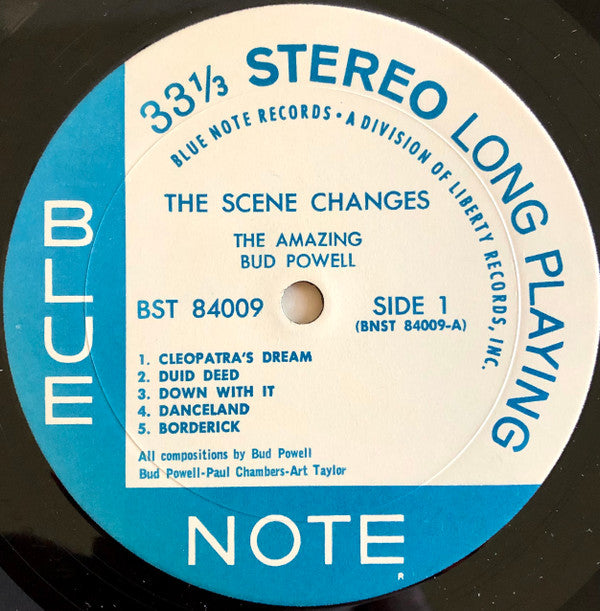 33⅓ STEREO LONG PLAYING
BLUE NOTE RECORDS • A DIVISION OF LIBERTY RECORDS, INC.
THE SCENE CHANGES
THE AMAZING
BUD POWELL
BST 84009
SIDE 1
(BNST 84009-A)
1. CLEOPATRA'S DREAM
2. DUID DEED
3. DOWN WITH IT
4. DANCELAND
5. BORDERICK
All compositions by Bud Powell
Bud Powell-Paul Chambers-Art Taylor
BLUE
NOTE
R